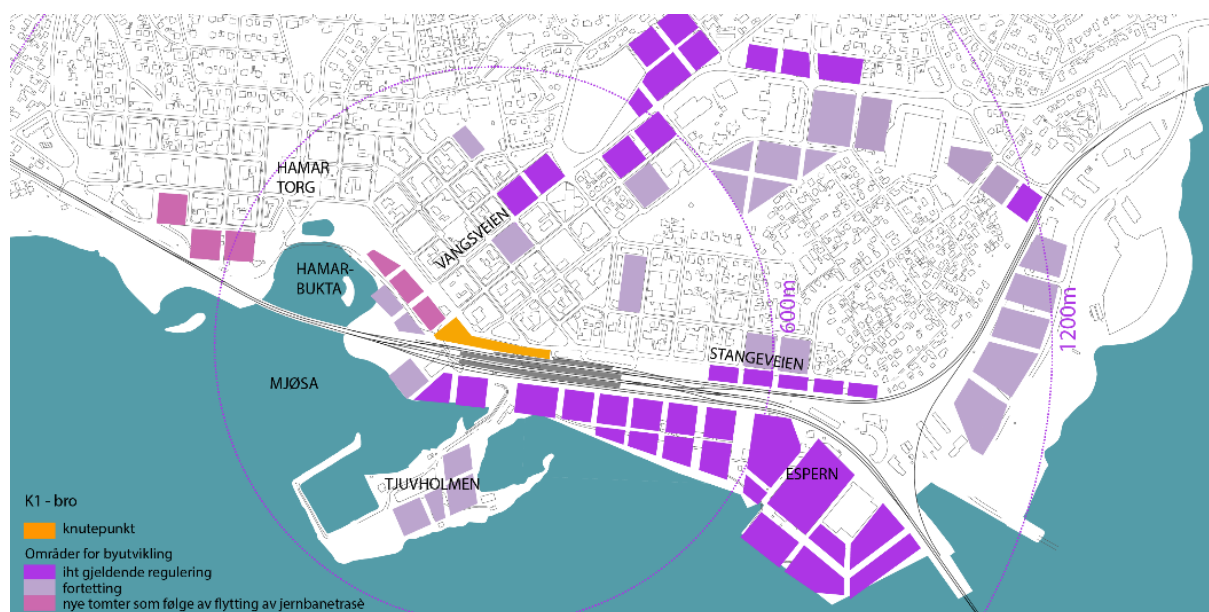 HAMAR
TORG
VANGSVEIEN
HAMAR-
BUKTA
600m
1200m
STANGEVEIEN
MJØSA
TJUVHOLMEN
ESPERN
K1 - bro
knutepunkt
Områder for byutvikling
iht gjeldende regulering
fortetting
nye tomter som følge av flytting av jernbanetrasè